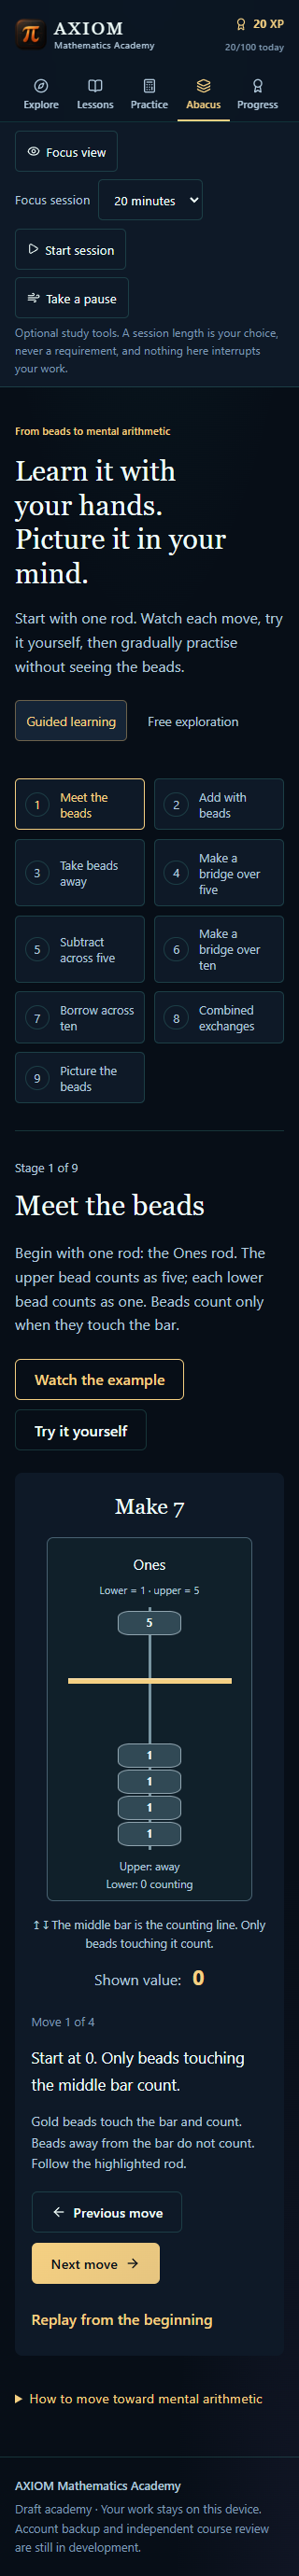 π
AXIOM
Mathematics Academy
20 XP
20/100 today
Explore
Lessons
Practice
Abacus
Progress
Focus view
Focus session
20 minutes
Start session
Take a pause
Optional study tools. A session length is your choice,
never a requirement, and nothing here interrupts
your work.
From beads to mental arithmetic
Learn it with
your hands.
Picture it in your
mind.
Start with one rod. Watch each move, try
it yourself, then gradually practise
without seeing the beads.
Guided learning
Free exploration
1
Meet the
beads
2
Add with
beads
3
Take beads
away
4
Make a
bridge over
five
5
Subtract
across five
6
Make a
bridge over
ten
7
Borrow across
ten
8
Combined
exchanges
9
Picture the
beads
Stage 1 of 9
Meet the beads
Begin with one rod: the Ones rod. The
upper bead counts as five; each lower
bead counts as one. Beads count only
when they touch the bar.
Watch the example
Try it yourself
Make 7
Ones
Lower = 1 · upper = 5
5
1
1
1
1
Upper: away
Lower: 0 counting
↥↧The middle bar is the counting line. Only
beads touching it count.
Shown value: 0
Move 1 of 4
Start at 0. Only beads touching
the middle bar count.
Gold beads touch the bar and count.
Beads away from the bar do not count.
Follow the highlighted rod.
← Previous move
Next move →
Replay from the beginning
▶ How to move toward mental arithmetic
AXIOM Mathematics Academy
Draft academy · Your work stays on this device.
Account backup and independent course review
are still in development.